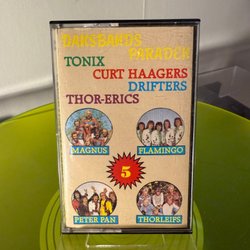 DANSBANDS
PARADEN
TONIX
CURT HAAGERS
DRIFTERS
THOR-ERICS
MAGNUS
FLAMINGO
5
PETER PAN
THORLEIFS